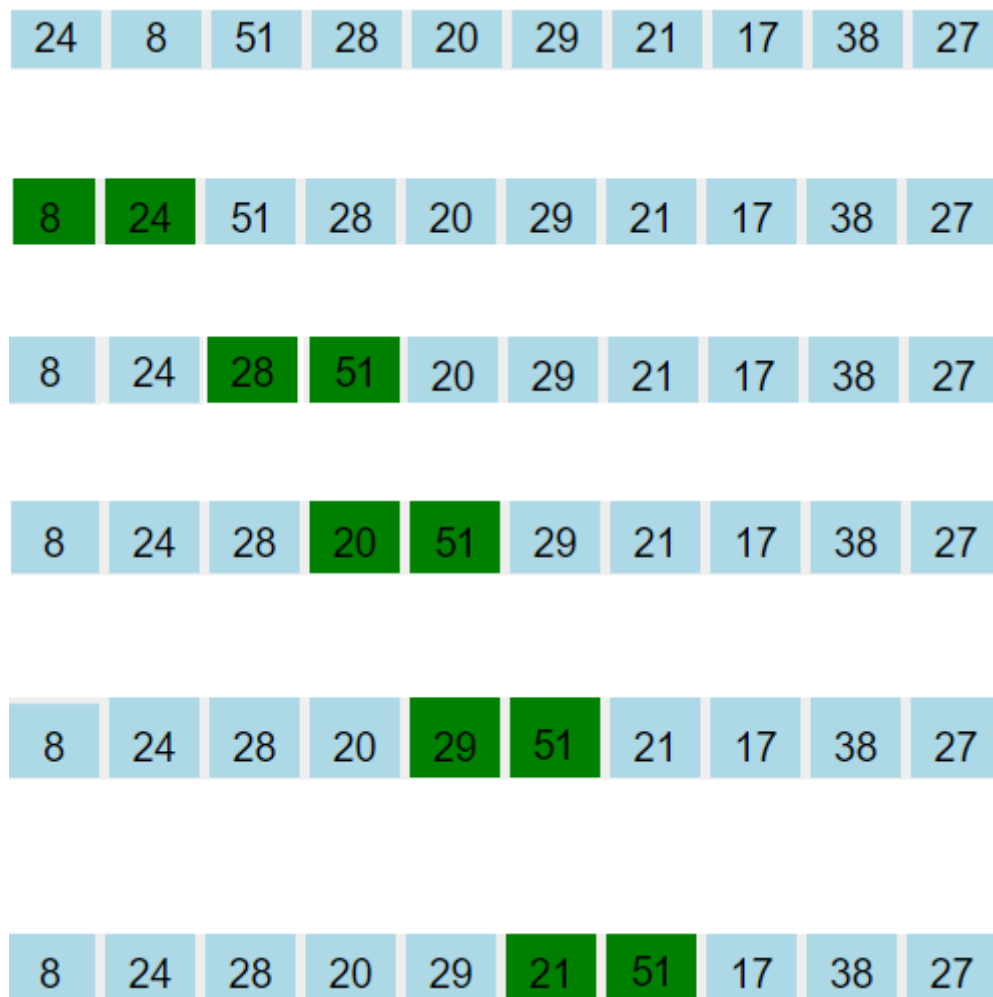 24 8 51 28 20 29 21 17 38 27
8 24 51 28 20 29 21 17 38 27
8 24 28 51 20 29 21 17 38 27
8 24 28 20 51 29 21 17 38 27
8 24 28 20 29 51 21 17 38 27
8 24 28 20 29 21 51 17 38 27